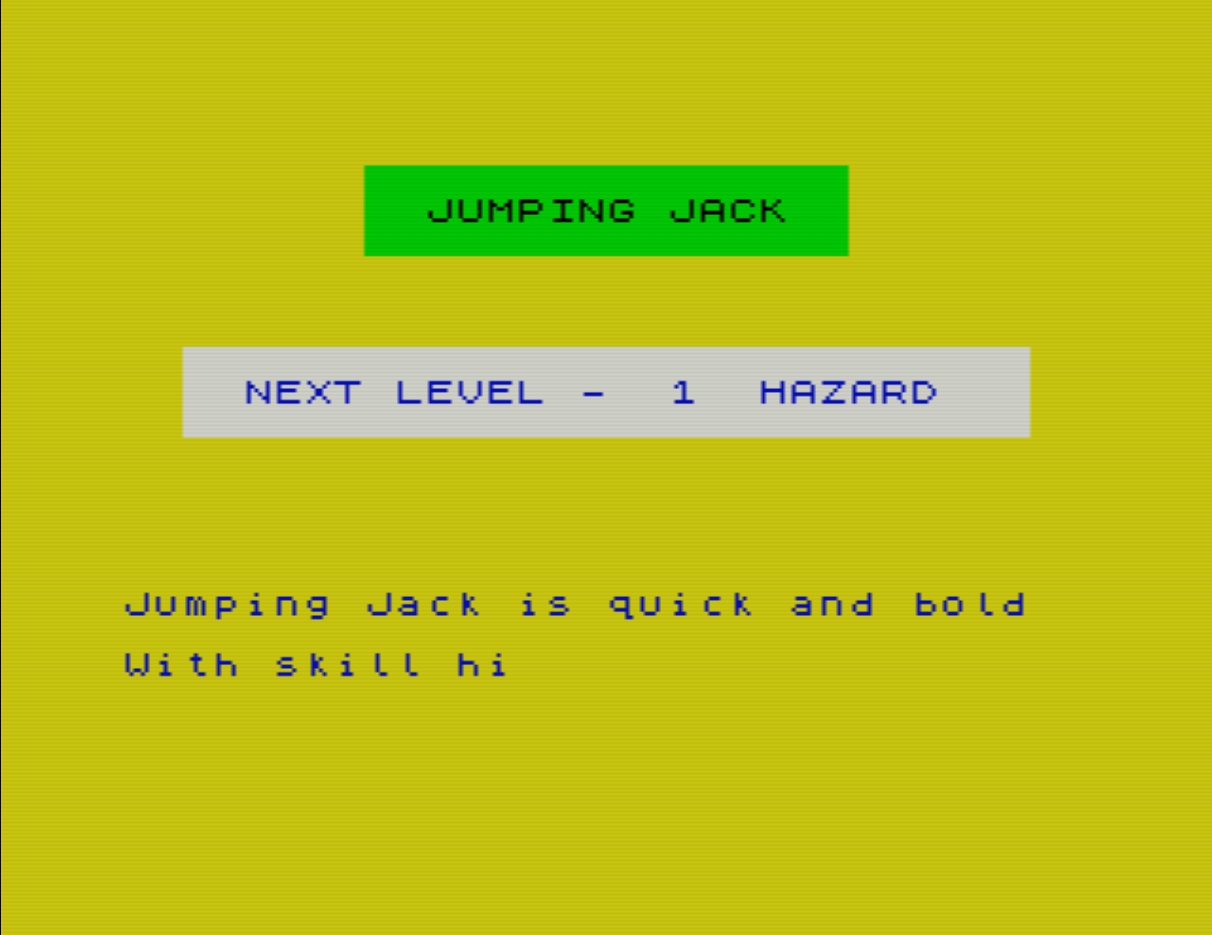 JUMPING JACK
NEXT LEVEL - 1 HAZARD
Jumping Jack is quick and bold
With skill hi